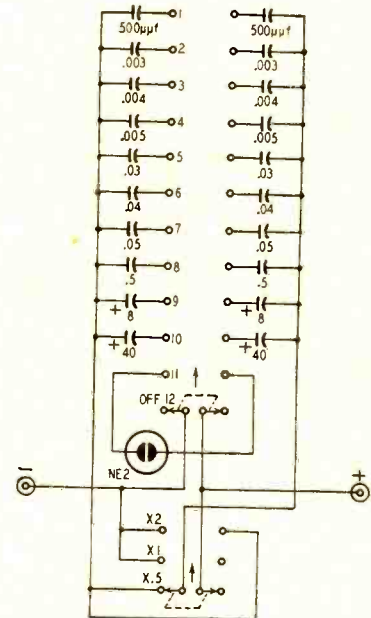 500µµf 1 500µµf
2
.003 .003
3
.004 .004
4
.005 .005
5
.03 .03
6
.04 .04
7
.05 .05
8
.5 .5
9
+ 8 + 8
10
+ 40 + 40
11
OFF 12
NE2
− +
X2
X1
X.5